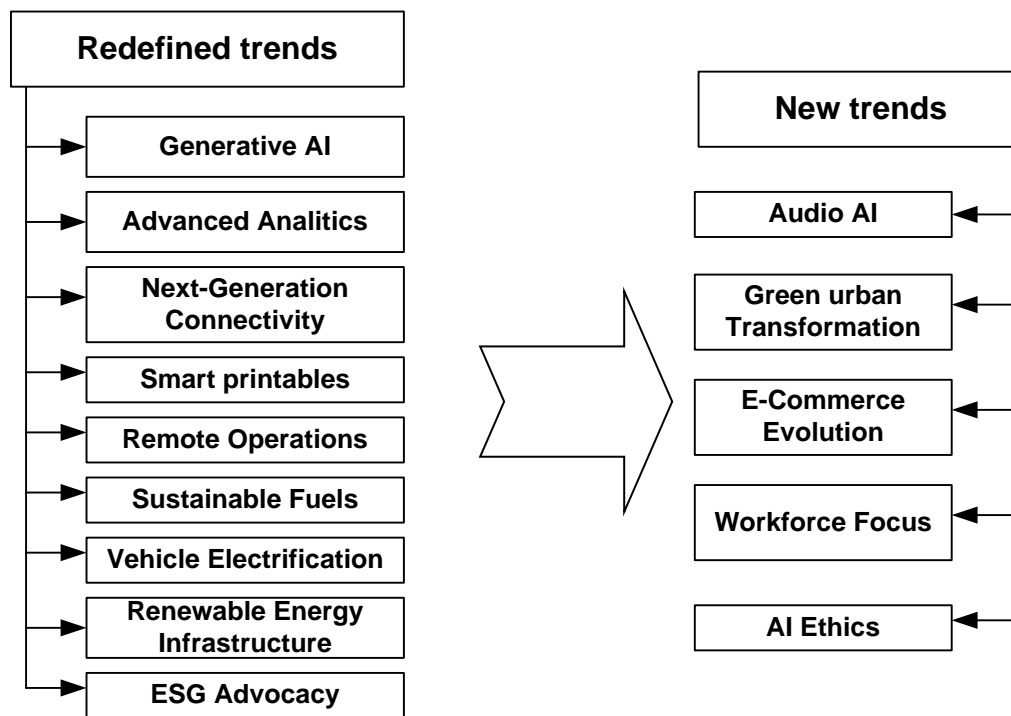 Redefined trends
Generative AI
Advanced Analitics
Next-Generation
Connectivity
Smart printables
Remote Operations
Sustainable Fuels
Vehicle Electrification
Renewable Energy
Infrastructure
ESG Advocacy
New trends
Audio AI
Green urban
Transformation
E-Commerce
Evolution
Workforce Focus
AI Ethics